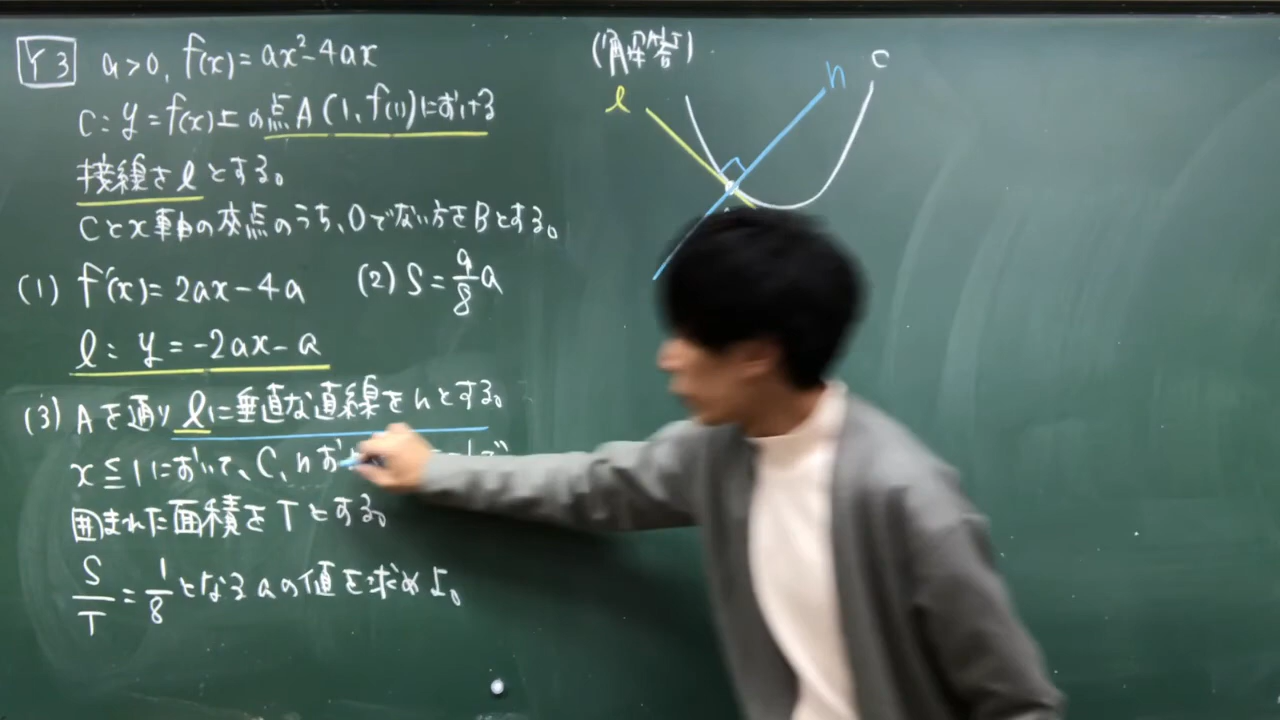 Y3 a>0, f(x)=ax²-4ax
C: y=f(x)上の点A(1, f(1))における
接線をlとする。
Cとx軸の交点のうち、Oでない方をBとする。
(1) f'(x)=2ax-4a (2) S=9/8 a
l: y=-2ax-a
(3) Aを通りlに垂直な直線をnとする。
x≦1において、C, nお
囲まれた面積をTとする。
S/T=1/8となるaの値を求めよ。
(解答)
l
n
C